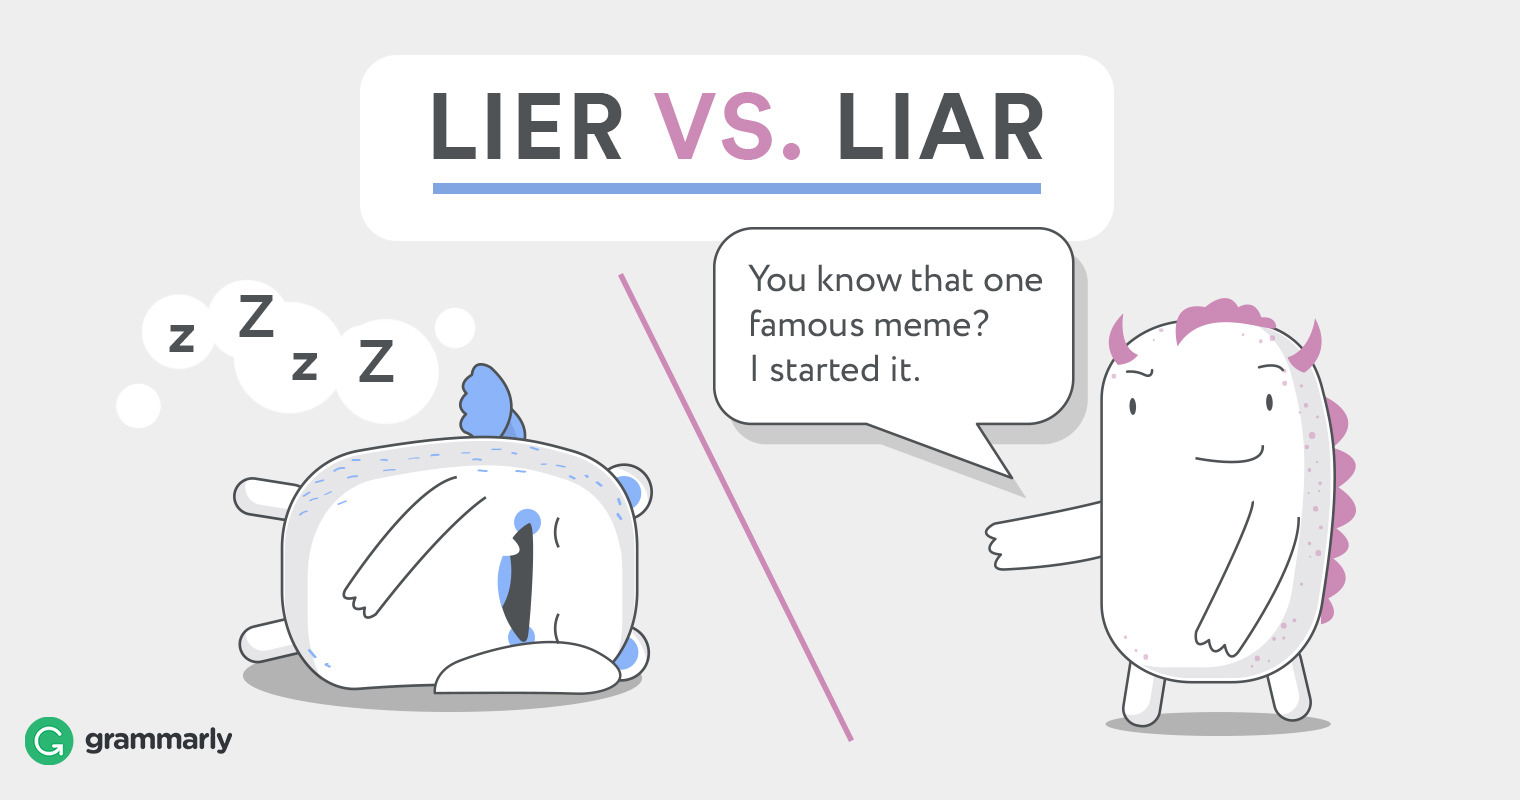 LIER VS. LIAR
z Z z Z
You know that one
famous meme?
I started it.
grammarly